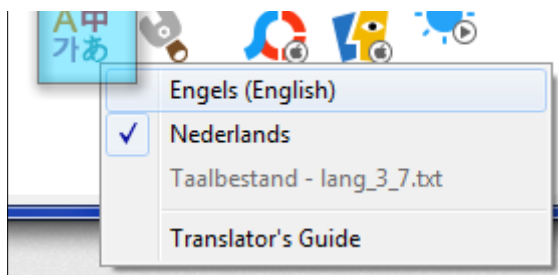 A中
가あ
Engels (English)
Nederlands
Taalbestand - lang_3_7.txt
Translator's Guide